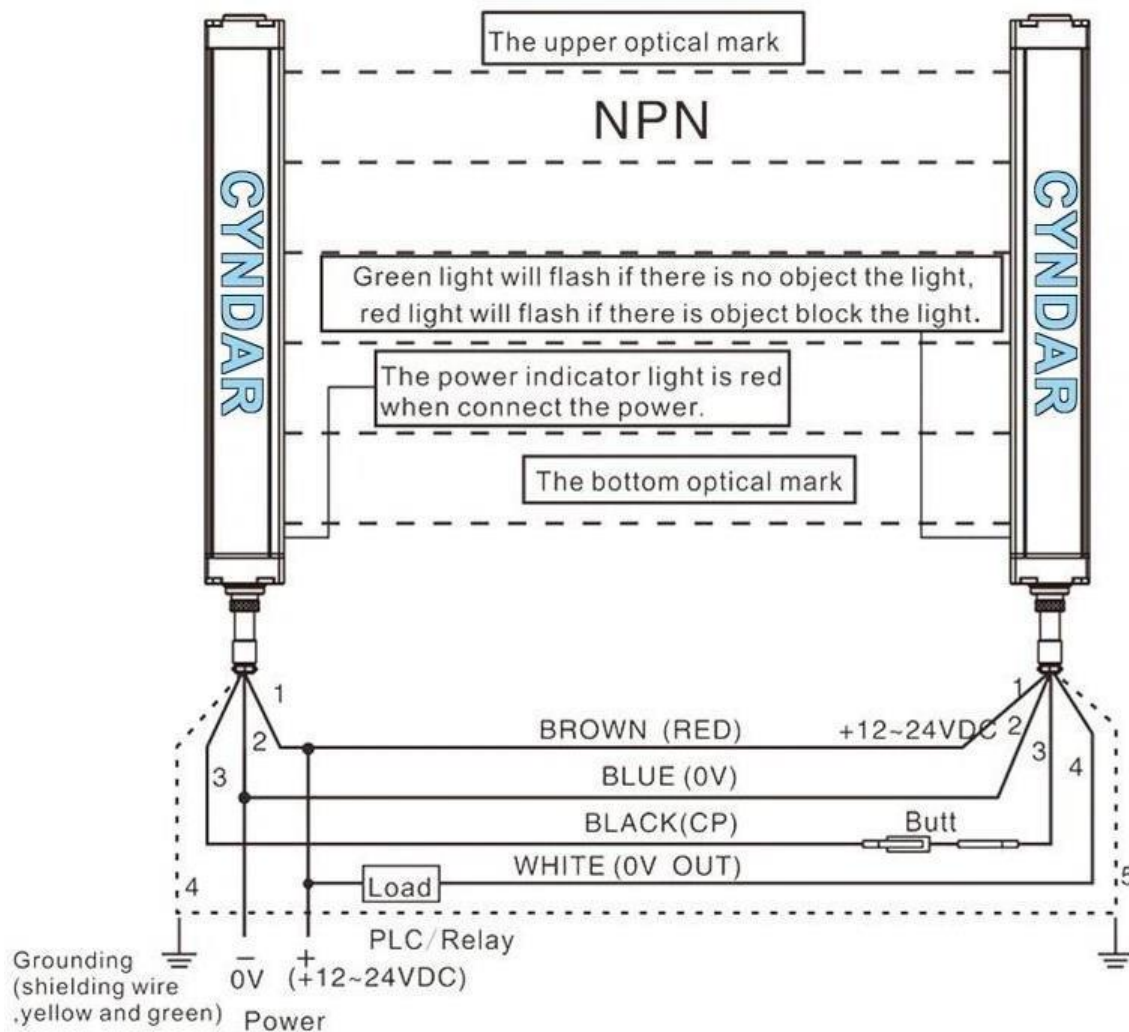 The upper optical mark
NPN
CYNDAR
CYNDAR
Green light will flash if there is no object the light,
red light will flash if there is object block the light.
The power indicator light is red
when connect the power.
The bottom optical mark
1
2
3
4
BROWN (RED)
+12~24VDC
1
2
3
4
5
BLUE (0V)
BLACK(CP)
Butt
WHITE (0V OUT)
Load
PLC/Relay
Grounding
(shielding wire
,yellow and green)
−
0V
+
(+12~24VDC)
Power